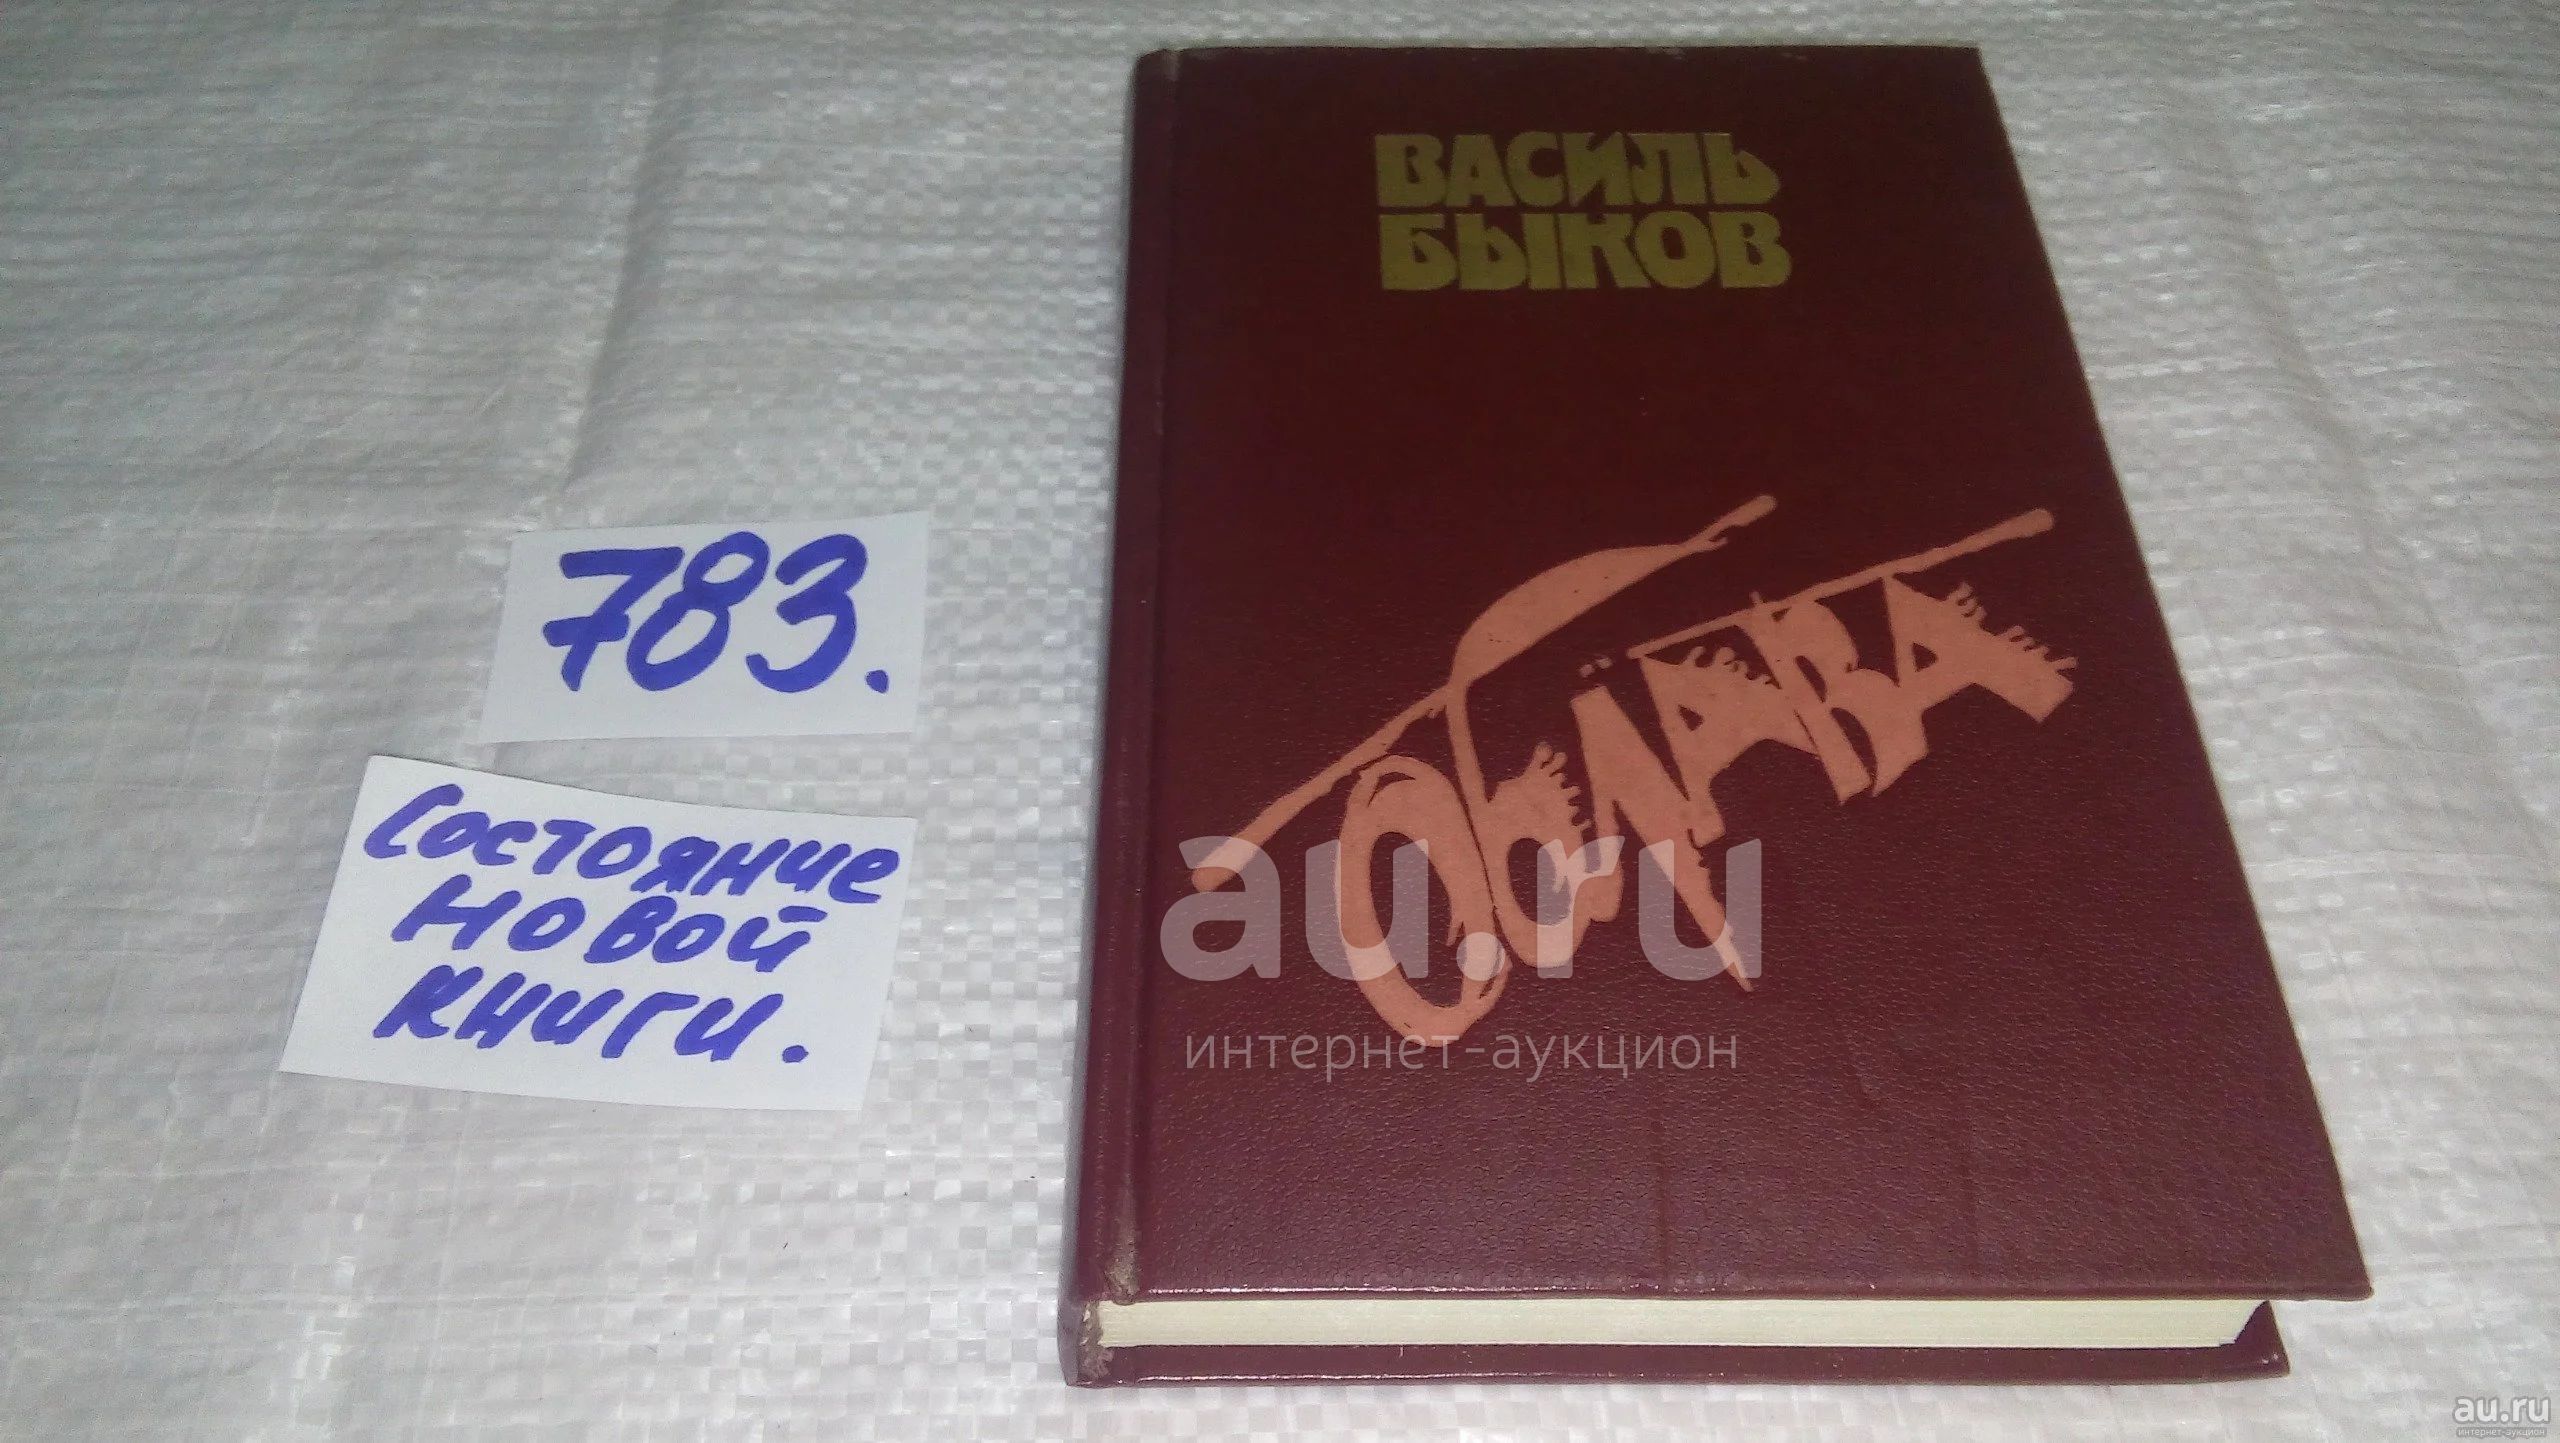 ВАСИЛЬ
БЫКОВ
783.
Состояние
новой
книги.
ОБЛАВА
au.ru
интернет-аукцион
au.ru
интернет-аукцион